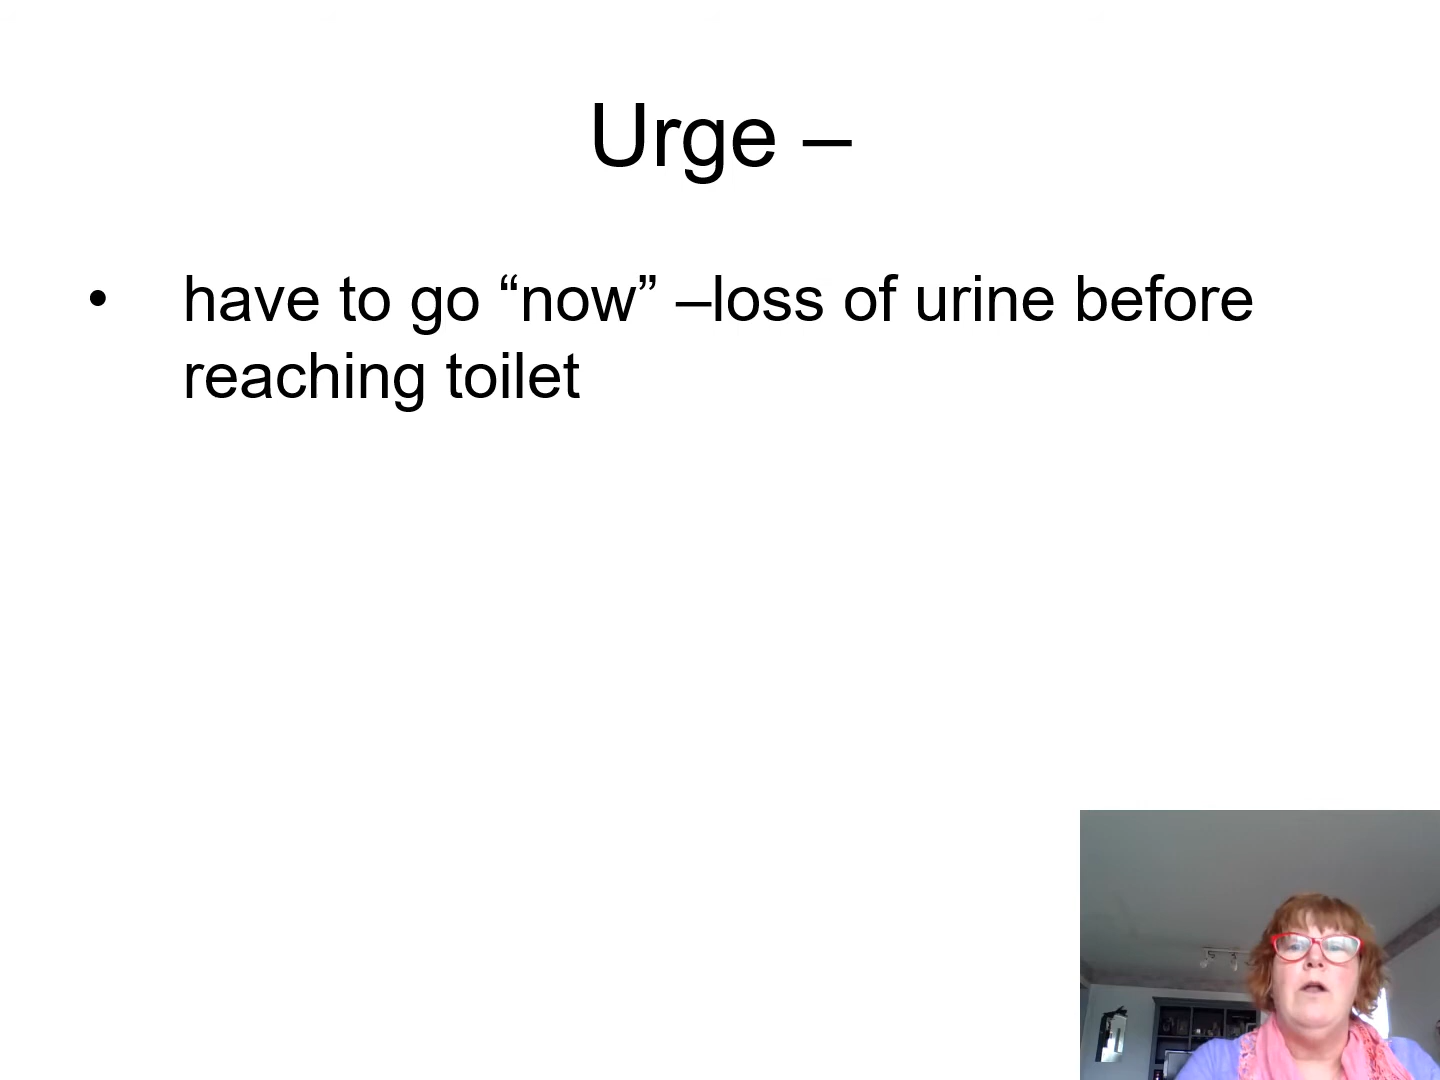 Urge –
• have to go “now” –loss of urine before
reaching toilet